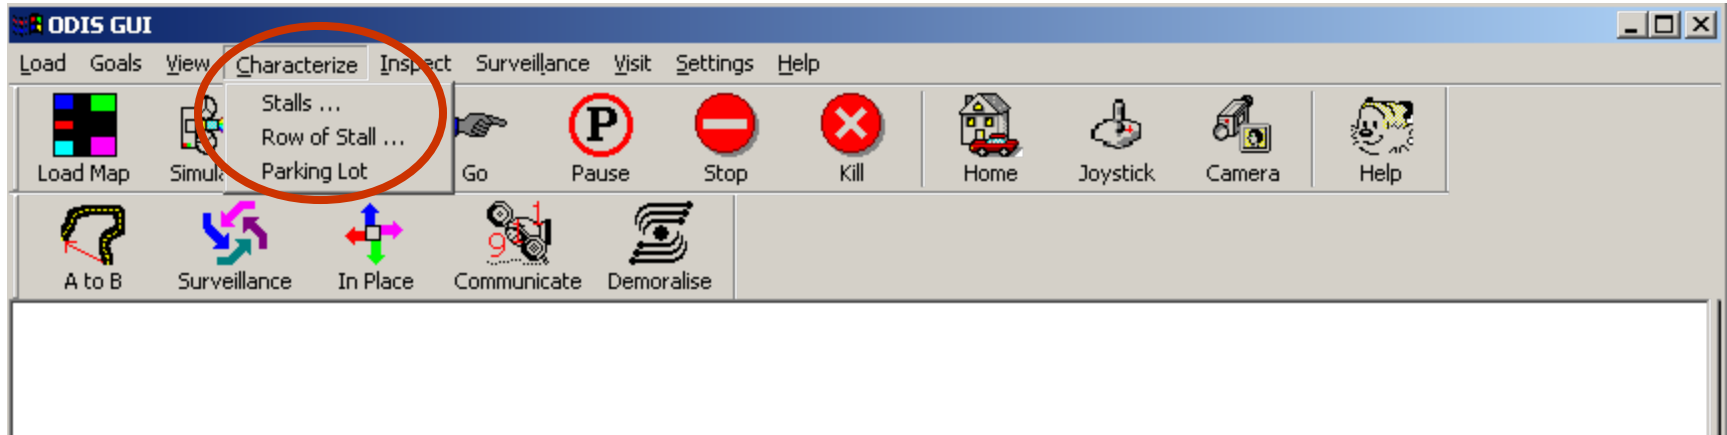 ODIS GUI
Load Goals View Characterize Inspect Surveillance Visit Settings Help
Stalls ...
Row of Stall ...
Parking Lot
P
Load Map Go Pause Stop Kill Home Joystick Camera Help
911
A to B Surveillance In Place Communicate Demoralise